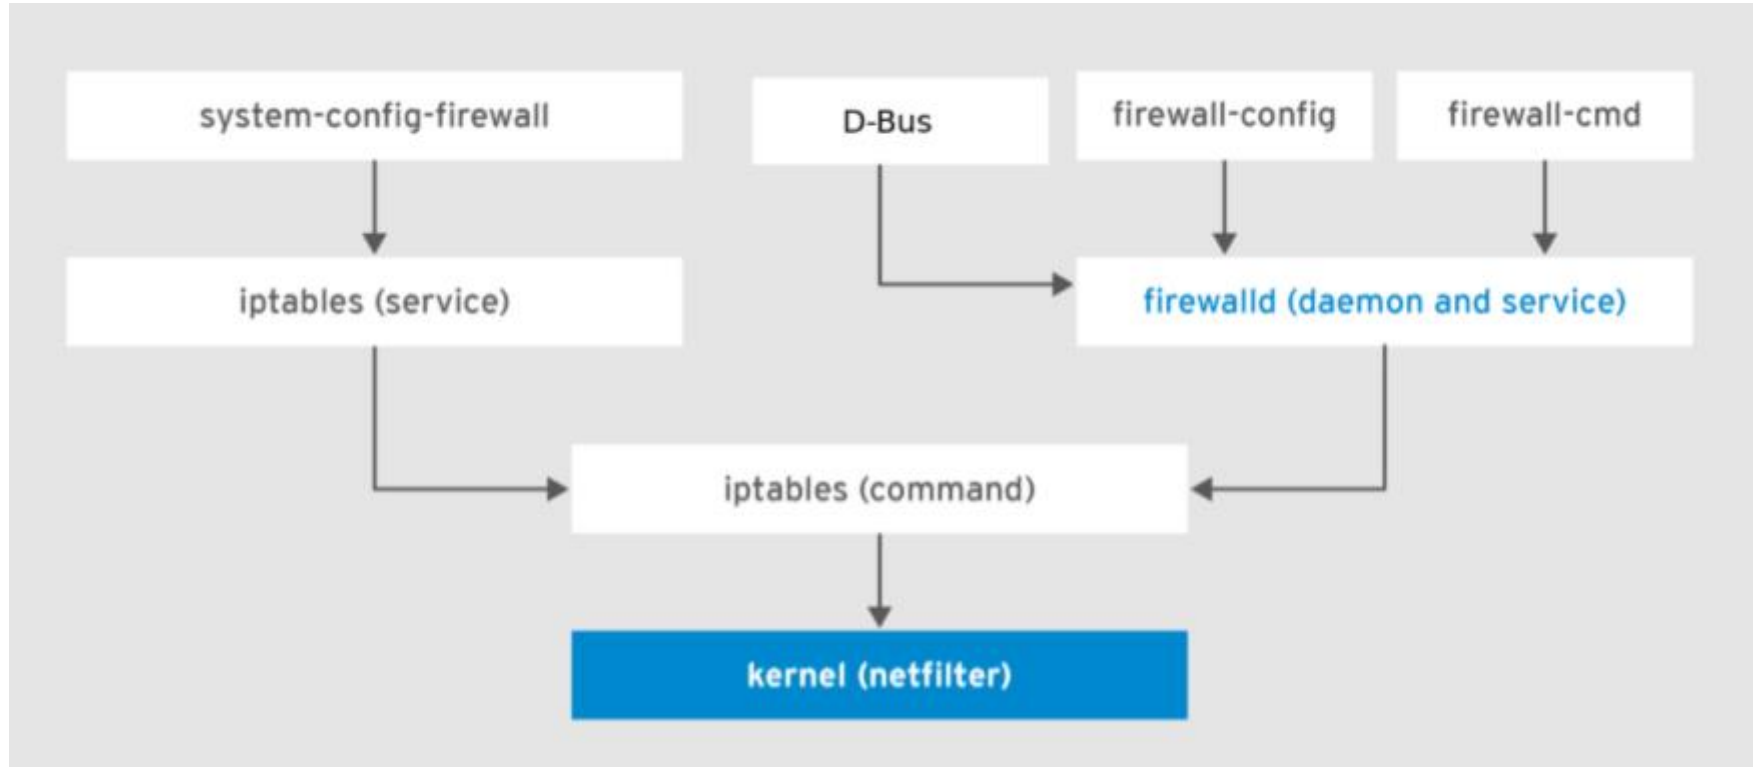 system-config-firewall
D-Bus
firewall-config
firewall-cmd
iptables (service)
firewalld (daemon and service)
iptables (command)
kernel (netfilter)